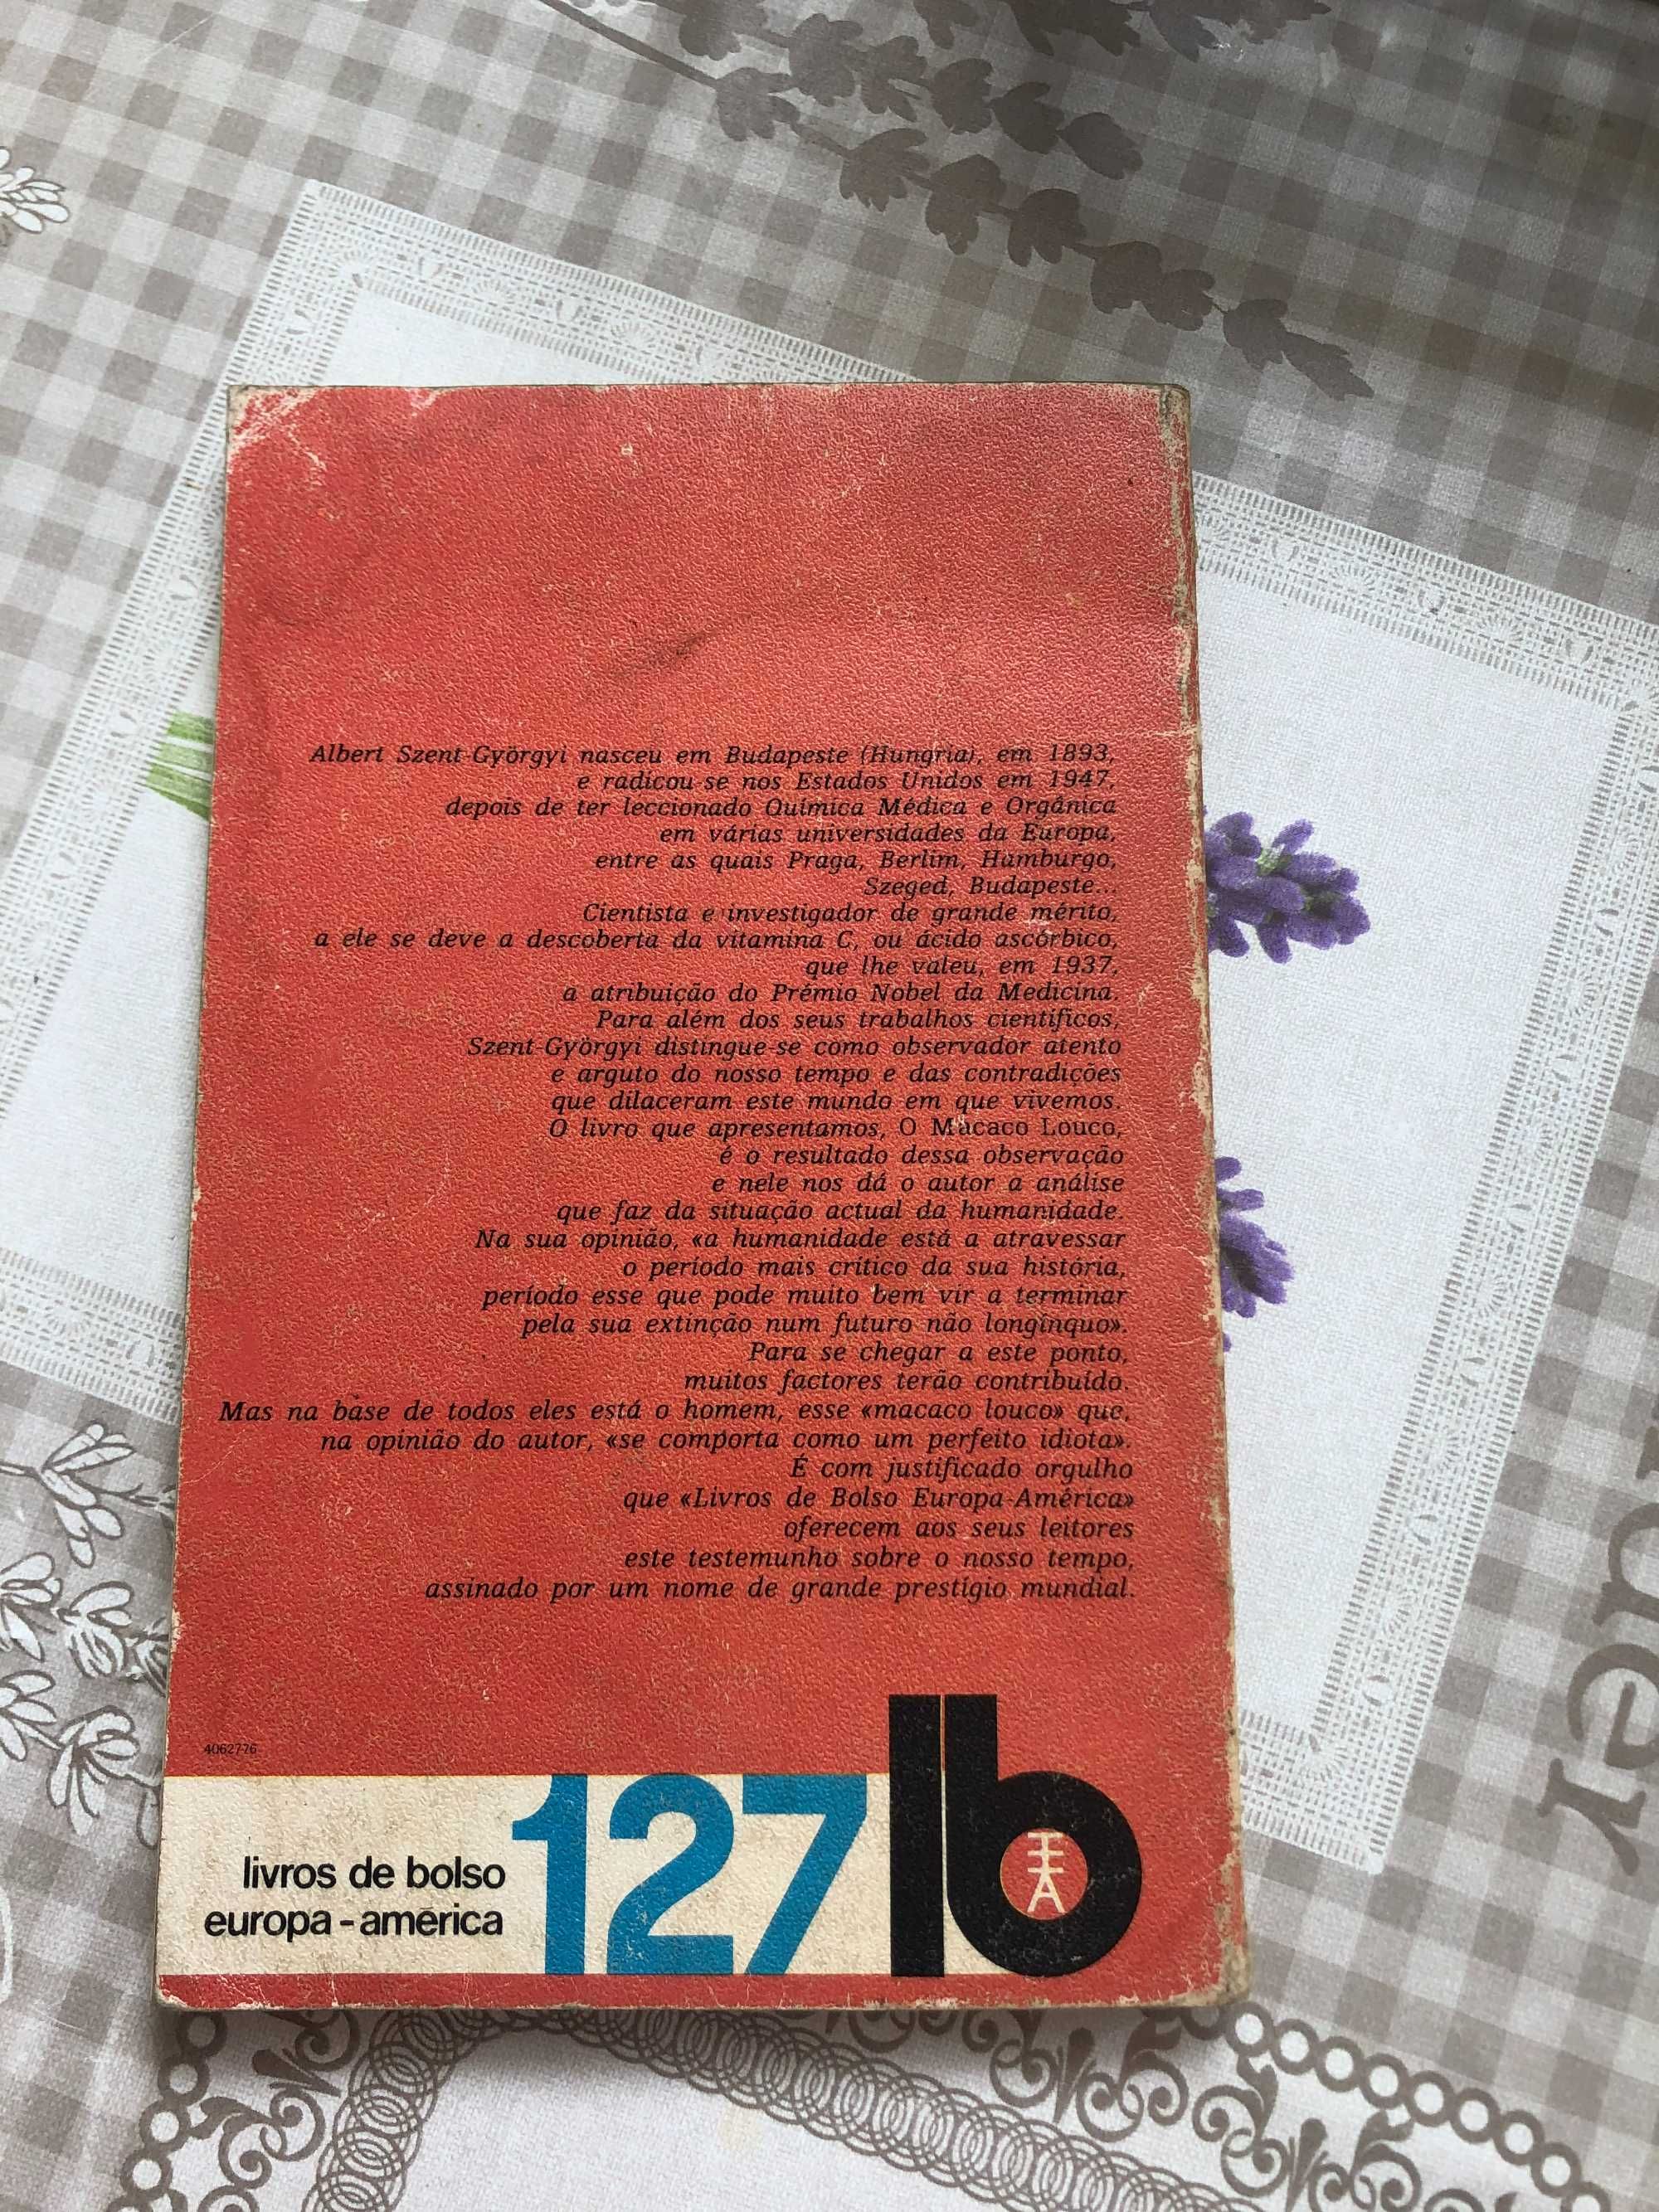 Albert Szent-Györgyi nasceu em Budapeste (Hungria), em 1893,
e radicou-se nos Estados Unidos em 1947,
depois de ter leccionado Química Médica e Orgânica
em várias universidades da Europa,
entre as quais Praga, Berlim, Hamburgo,
Szeged, Budapeste...
Cientista e investigador de grande mérito,
a ele se deve a descoberta da vitamina C, ou ácido ascórbico,
que lhe valeu, em 1937,
a atribuição do Prémio Nobel da Medicina.
Para além dos seus trabalhos científicos,
Szent-Györgyi distingue-se como observador atento
e arguto do nosso tempo e das contradições
que dilaceram este mundo em que vivemos.
O livro que apresentamos, O Macaco Louco,
é o resultado dessa observação
e nele nos dá o autor a análise
que faz da situação actual da humanidade.
Na sua opinião, «a humanidade está a atravessar
o período mais crítico da sua história,
período esse que pode muito bem vir a terminar
pela sua extinção num futuro não longínquo».
Para se chegar a este ponto,
muitos factores terão contribuído.
Mas na base de todos eles está o homem, esse «macaco louco» que,
na opinião do autor, «se comporta como um perfeito idiota».
É com justificado orgulho
que «Livros de Bolso Europa-América»
oferecem aos seus leitores
este testemunho sobre o nosso tempo,
assinado por um nome de grande prestígio mundial.
4062776
livros de bolso
europa-américa
127
lb